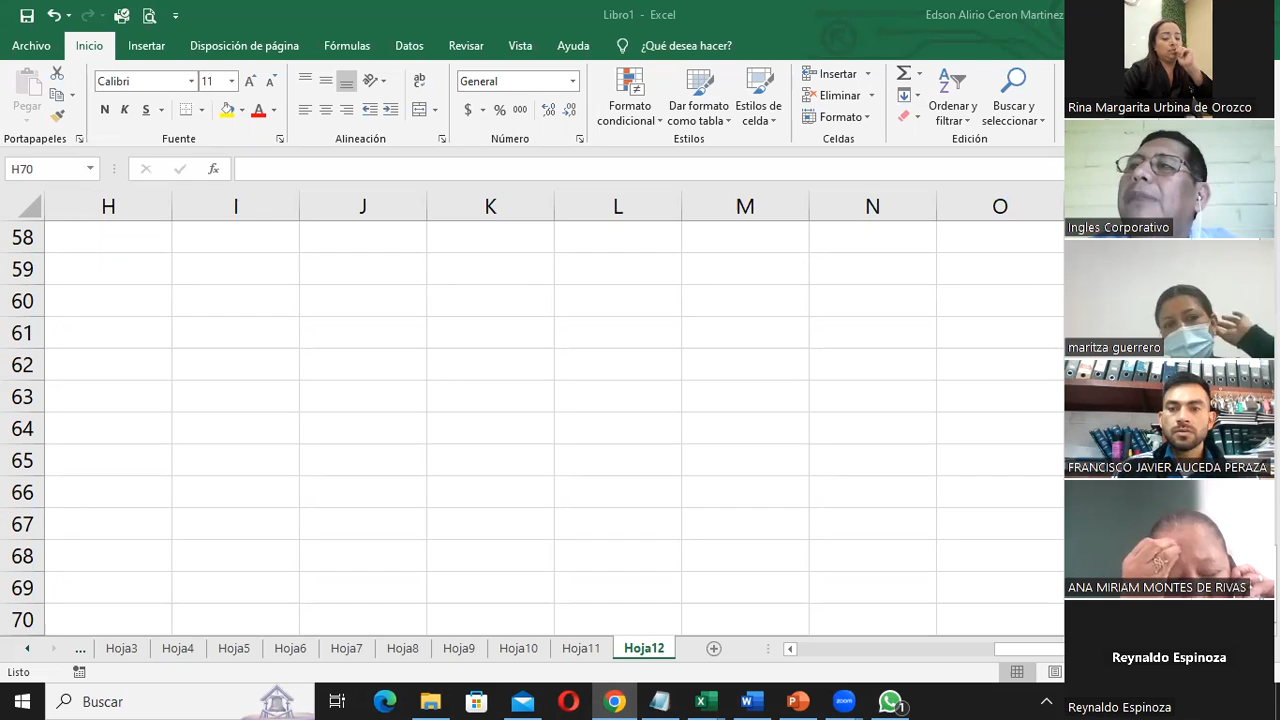 Libro1 - Excel
Edson Alirio Ceron Martinez
Archivo Inicio Insertar Disposición de página Fórmulas Datos Revisar Vista Ayuda ¿Qué desea hacer?
Pegar
Calibri 11
N K S
General
$ % 000
Formato condicional
Dar formato como tabla
Estilos de celda
Insertar
Eliminar
Formato
Ordenar y filtrar
Buscar y seleccionar
Portapapeles Fuente Alineación Número Estilos Celdas Edición
H70 fx
H I J K L M N O
58
59
60
61
62
63
64
65
66
67
68
69
70
... Hoja3 Hoja4 Hoja5 Hoja6 Hoja7 Hoja8 Hoja9 Hoja10 Hoja11 Hoja12
Listo
Buscar
zoom
1
Rina Margarita Urbina de Orozco
Ingles Corporativo
maritza guerrero
FRANCISCO JAVIER AUCEDA PERAZA
ANA MIRIAM MONTES DE RIVAS
Reynaldo Espinoza
Reynaldo Espinoza